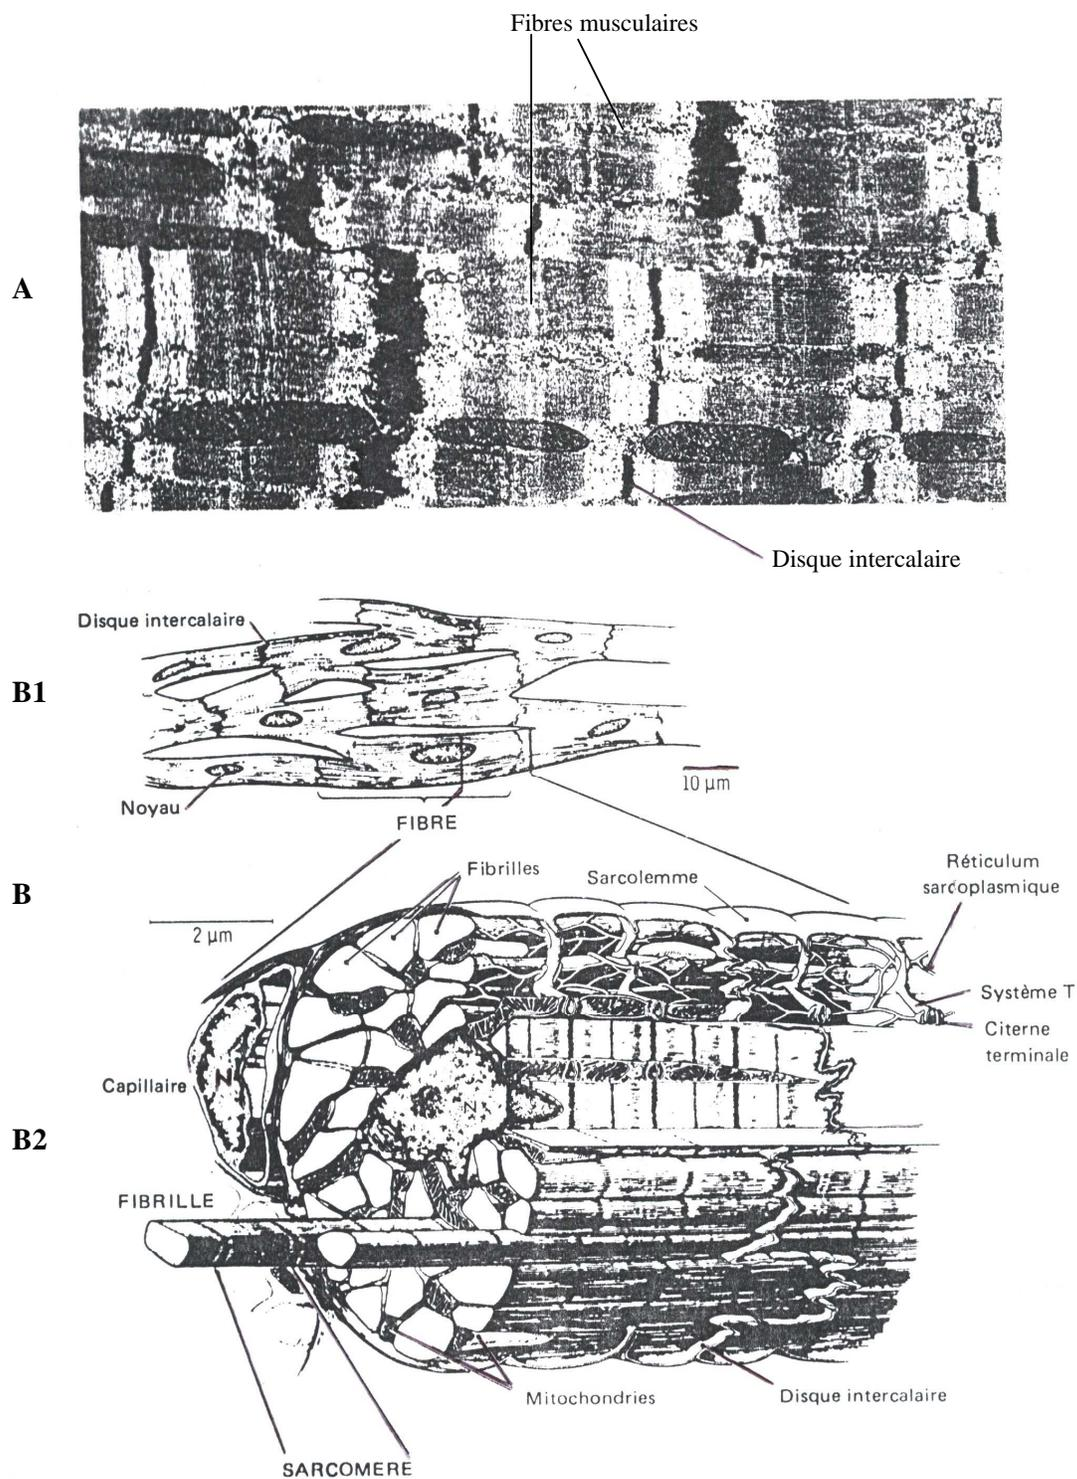 Fibres musculaires
A
Disque intercalaire
Disque intercalaire
B1
10 µm
Noyau
FIBRE
Réticulum
sarcoplasmique
Fibrilles
Sarcolemme
B
2 µm
Système T
Citerne
terminale
N
N
Capillaire
B2
FIBRILLE
Mitochondries
Disque intercalaire
SARCOMERE